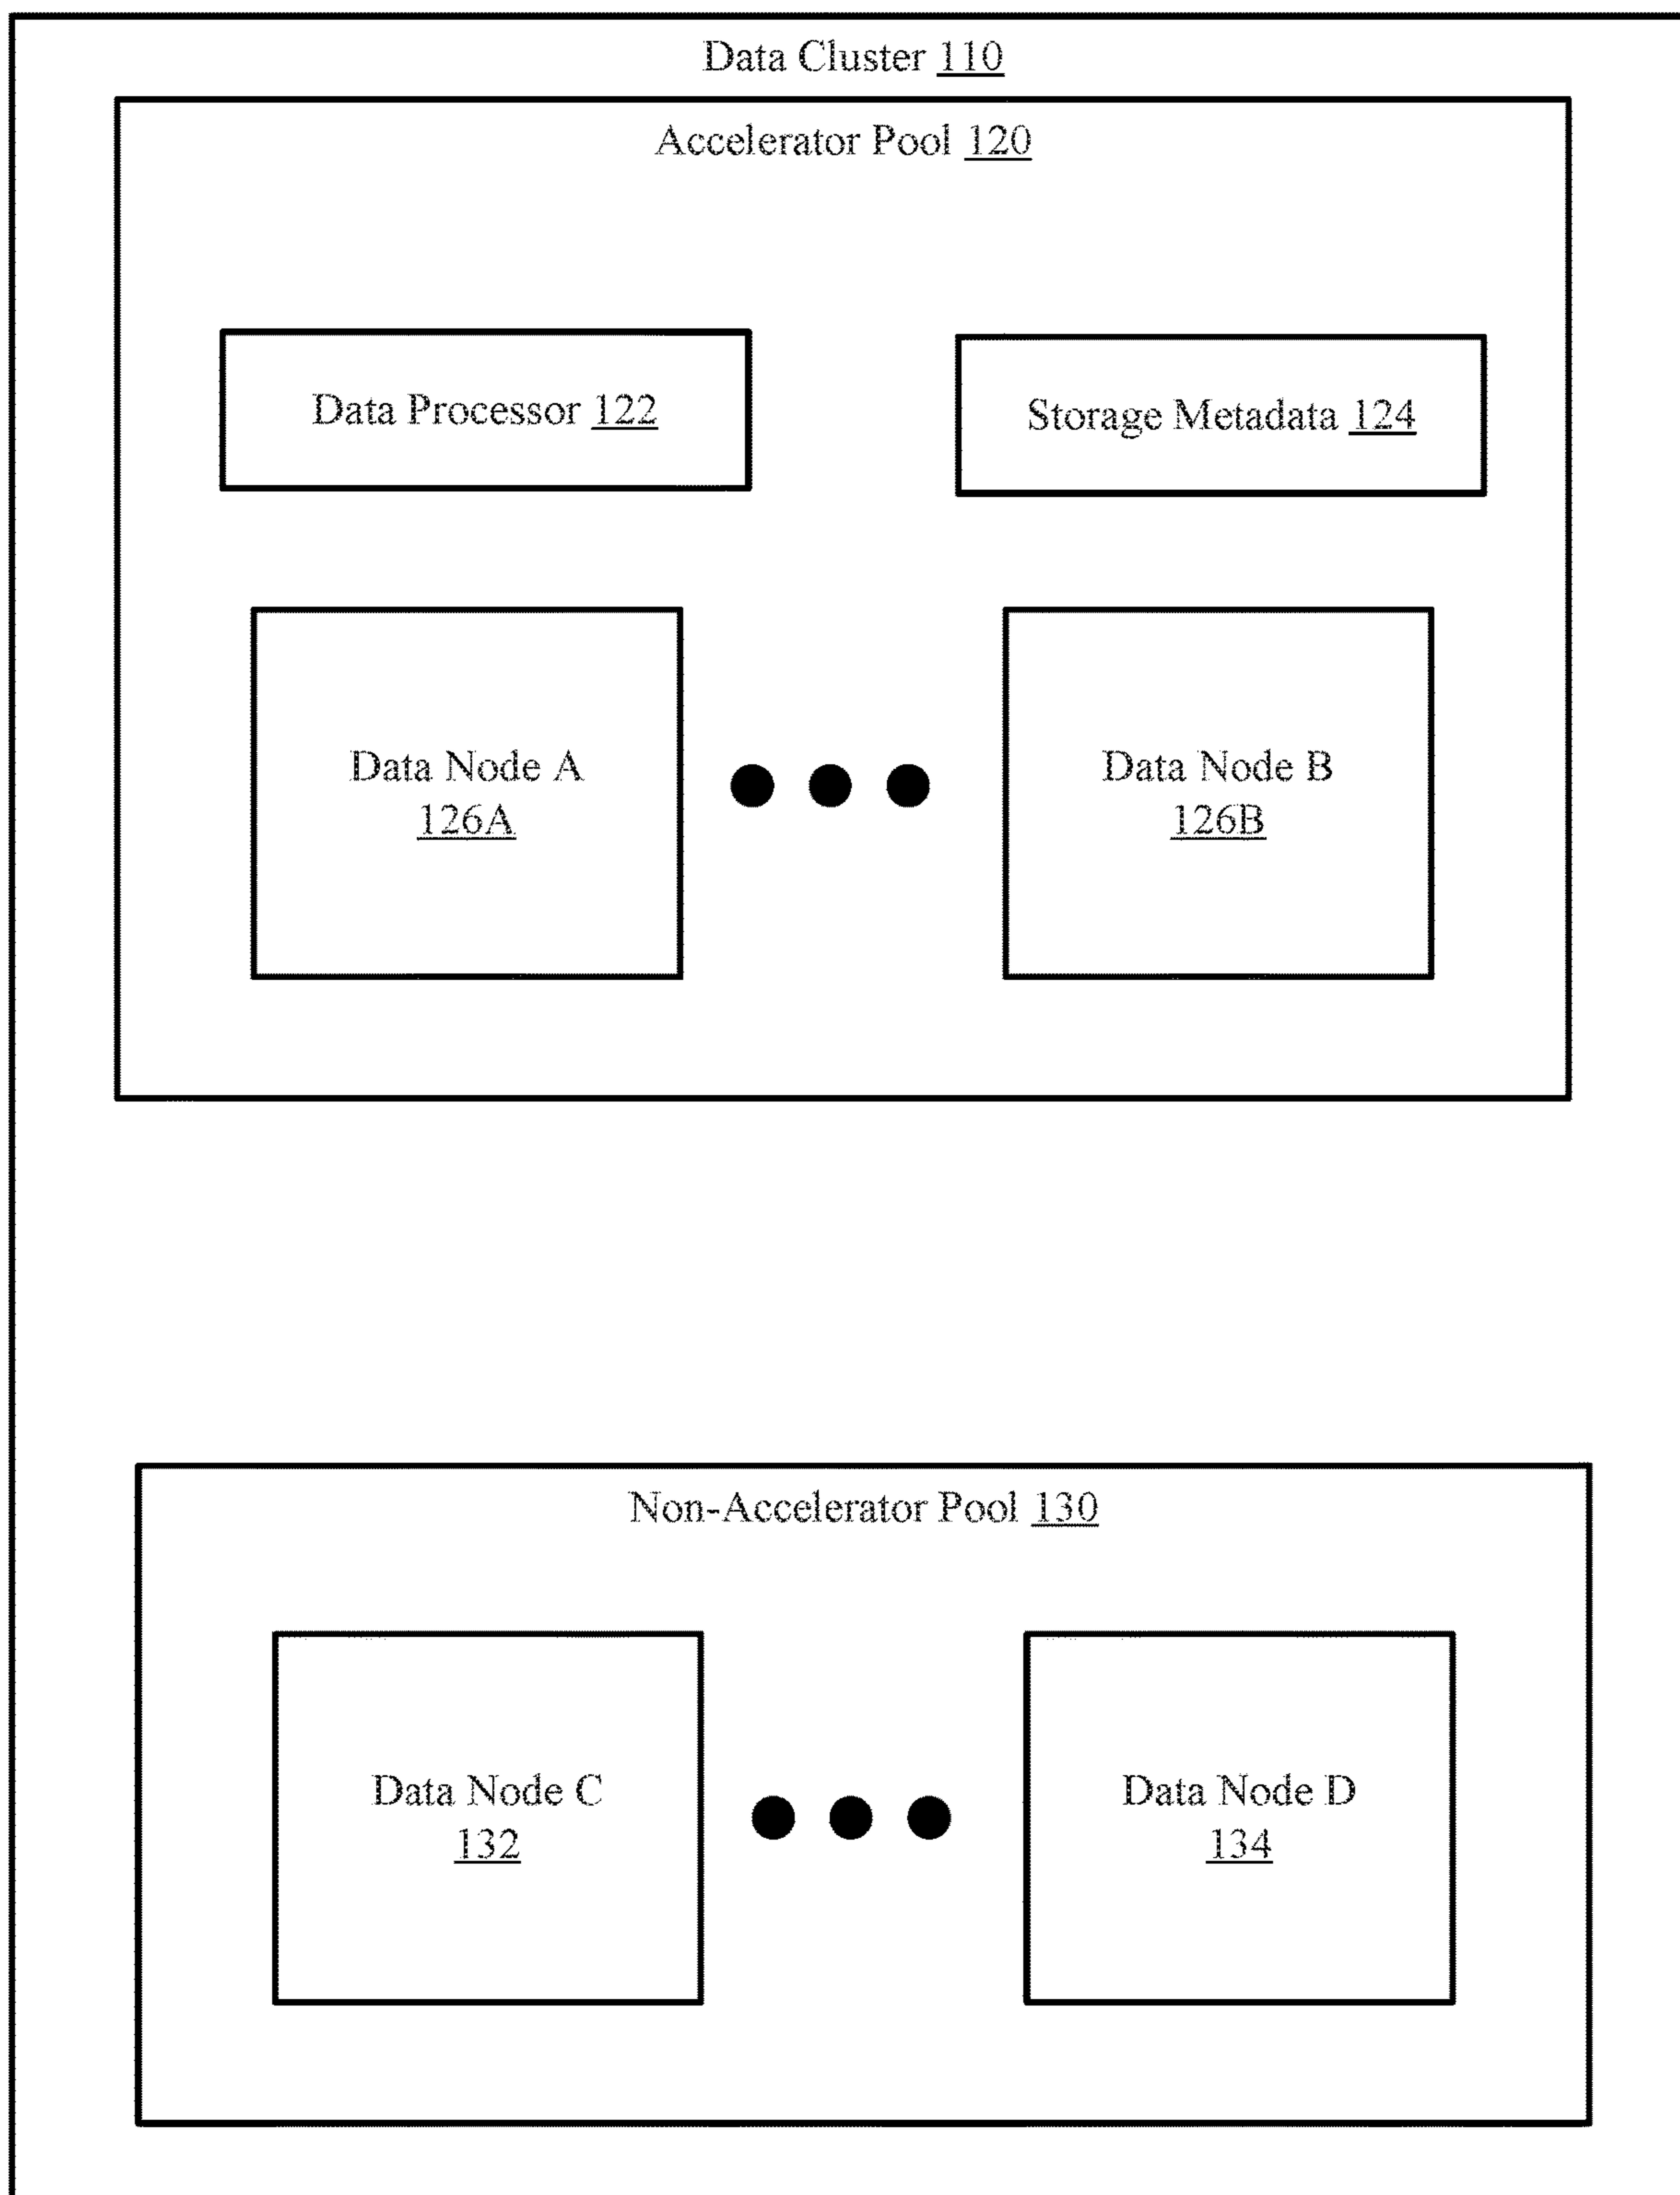 Data Cluster 110
Accelerator Pool 120
Data Processor 122
Storage Metadata 124
Data Node A
126A
Data Node B
126B
Non-Accelerator Pool 130
Data Node C
132
Data Node D
134